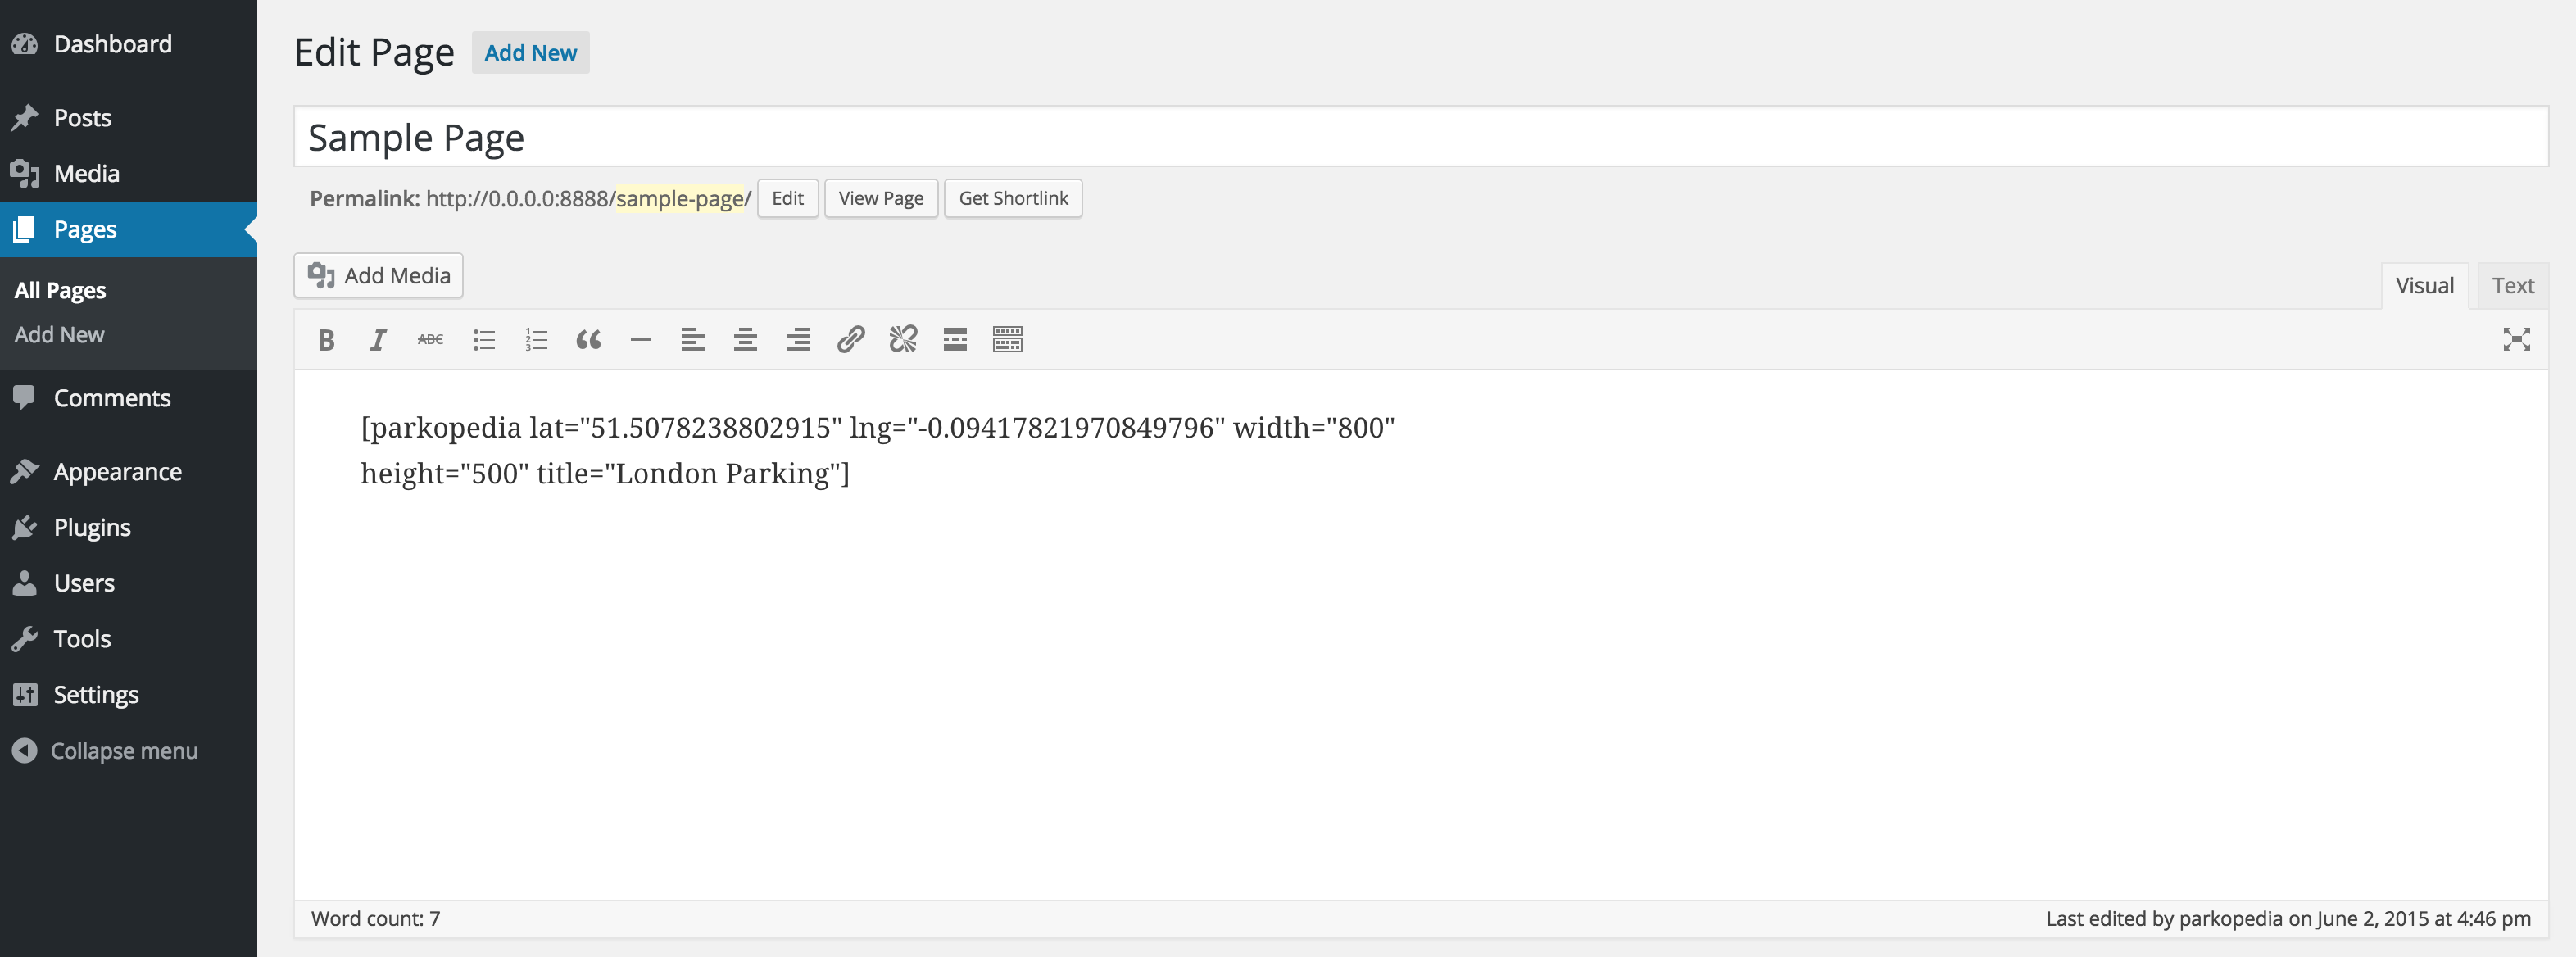 Dashboard
Posts
Media
Pages
All Pages
Add New
Comments
Appearance
Plugins
Users
Tools
Settings
Collapse menu
Edit Page Add New
Sample Page
Permalink: http://0.0.0.0:8888/sample-page/ Edit View Page Get Shortlink
Add Media
Visual Text
B I ABC
[parkopedia lat="51.5078238802915" lng="-0.09417821970849796" width="800"
height="500" title="London Parking"]
Word count: 7
Last edited by parkopedia on June 2, 2015 at 4:46 pm